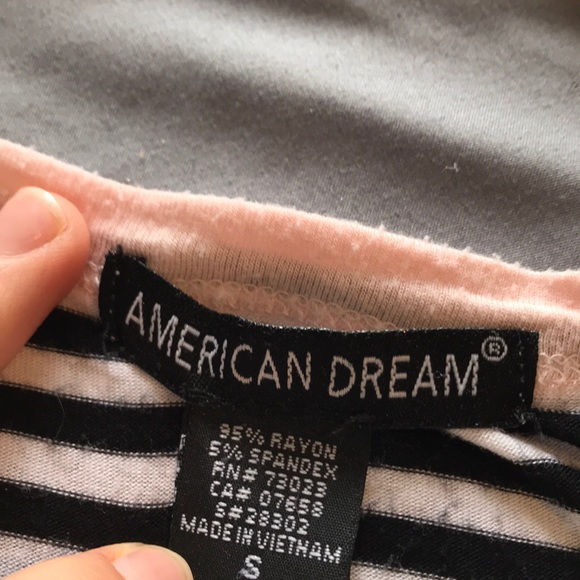 AMERICAN DREAM®
95% RAYON
5% SPANDEX
RN# 73023
CA# 07658
S#28302
MADE IN VIETNAM
S